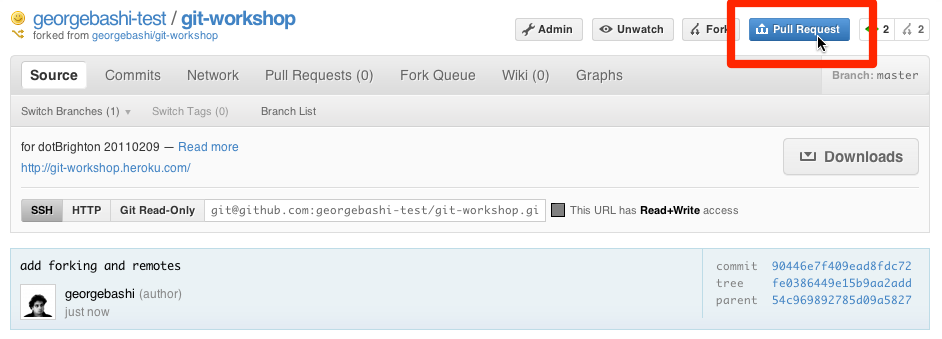 georgebashi-test / git-workshop
forked from georgebashi/git-workshop
Admin
Unwatch
Fork
Pull Request
2
2
Source Commits Network Pull Requests (0) Fork Queue Wiki (0) Graphs Branch: master
Switch Branches (1) Switch Tags (0) Branch List
for dotBrighton 20110209 — Read more
http://git-workshop.heroku.com/
Downloads
SSH HTTP Git Read-Only git@github.com:georgebashi-test/git-workshop.gi This URL has Read+Write access
add forking and remotes
georgebashi (author)
just now
commit 90446e7f409ead8fdc72
tree fe0386449e15b9aa2add
parent 54c969892785d09a5827